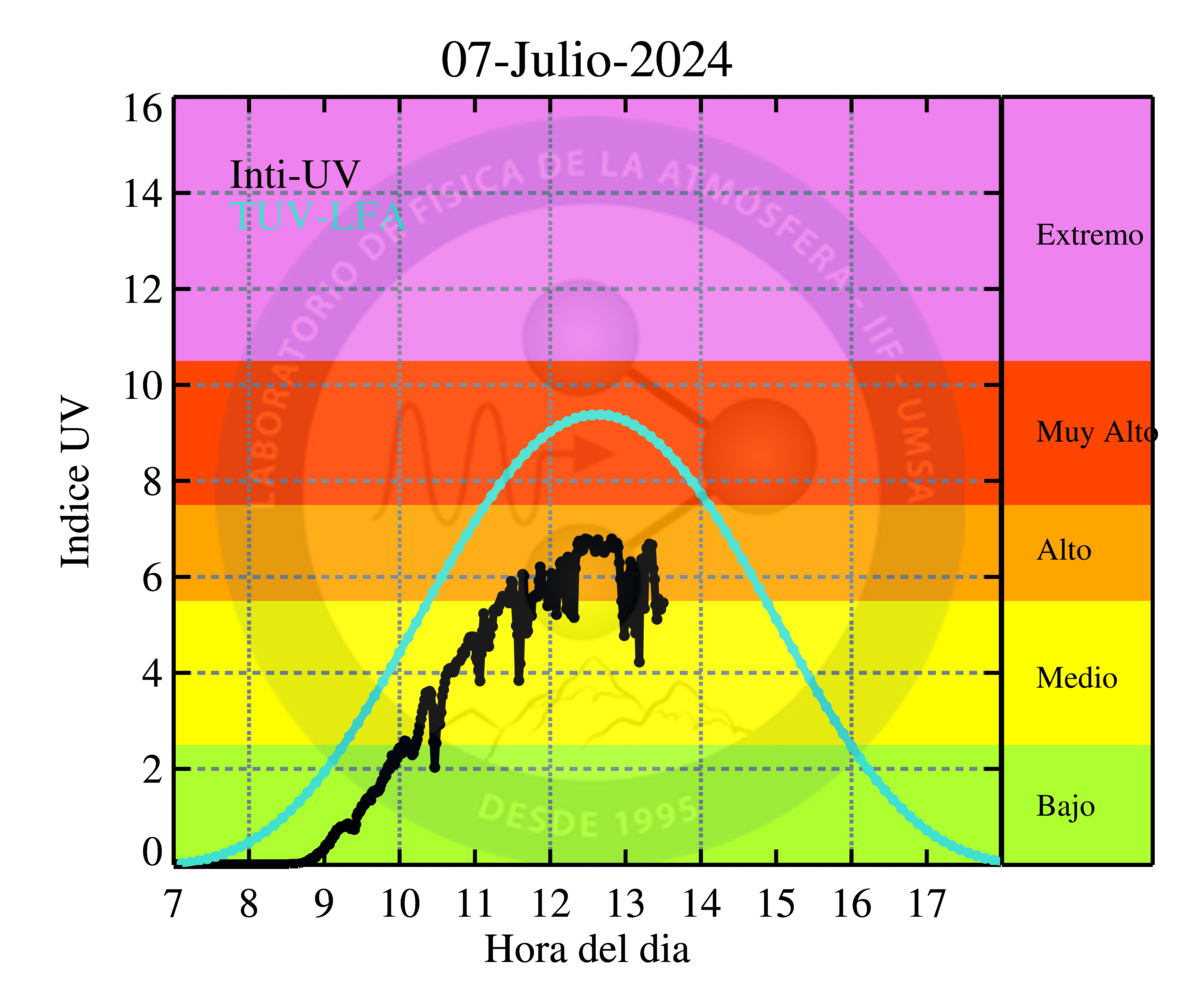 07-Julio-2024
16
14
12
10
8
6
4
2
0
Indice UV
Inti-UV
TUV-LFA
LABORATORIO DE FÍSICA DE LA ATMÓSFERA - IIF - UMSA
DESDE 1995
Extremo
Muy Alto
Alto
Medio
Bajo
7 8 9 10 11 12 13 14 15 16 17
Hora del dia